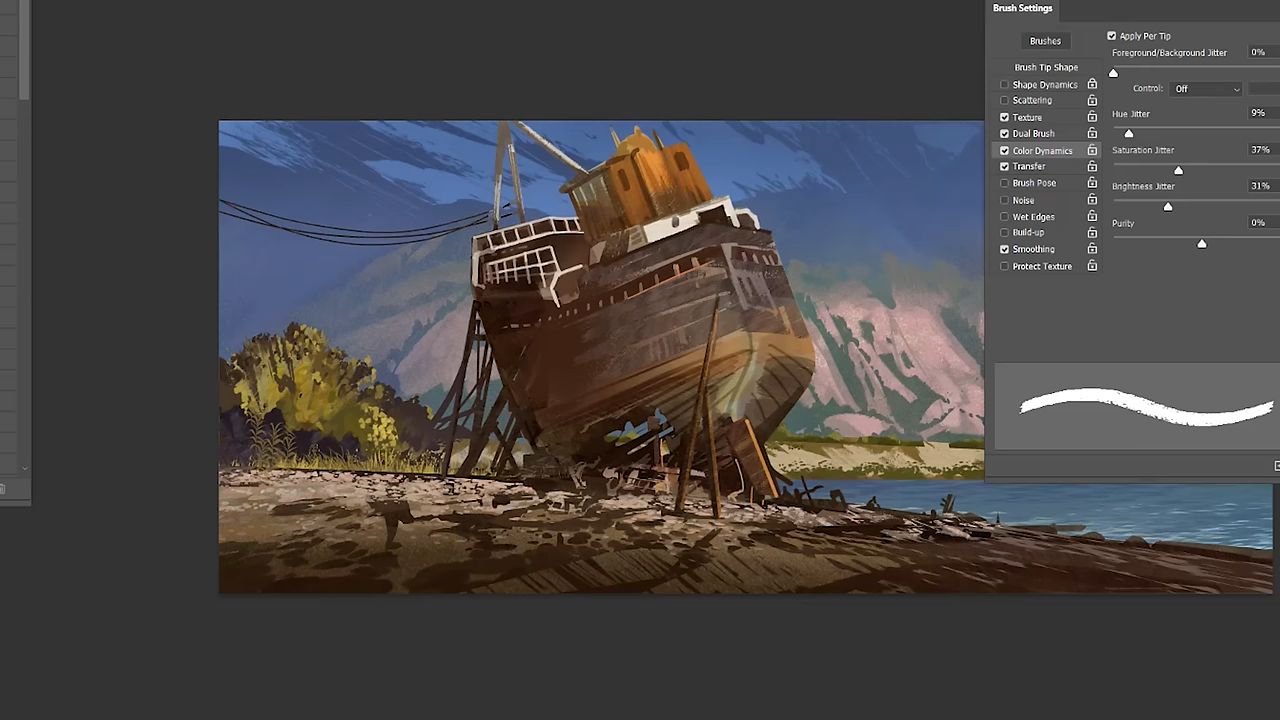 Brush Settings
Brushes
Apply Per Tip
Foreground/Background Jitter 0%
Brush Tip Shape
Shape Dynamics
Control: Off
Scattering
Texture
Hue Jitter 9%
Dual Brush
Color Dynamics
Saturation Jitter 37%
Transfer
Brush Pose
Brightness Jitter 31%
Noise
Wet Edges
Purity 0%
Build-up
Smoothing
Protect Texture